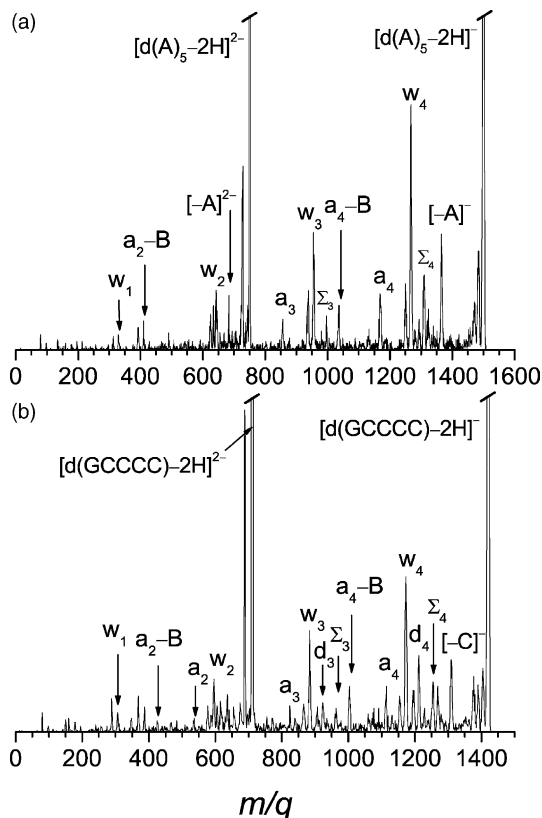 (a)
[d(A)₅–2H]²⁻
[d(A)₅–2H]⁻
w₄
[–A]²⁻
w₃
a₄–B
[–A]⁻
a₂–B
w₁
w₂
a₃
Σ₃
a₄
Σ₄
0 200 400 600 800 1000 1200 1400 1600
(b)
[d(GCCCC)–2H]²⁻
[d(GCCCC)–2H]⁻
w₄
a₄–B
w₃
d₃
Σ₃
d₄
Σ₄
[–C]⁻
w₁
a₂–B
a₂
w₂
a₃
a₄
0 200 400 600 800 1000 1200 1400
m/q